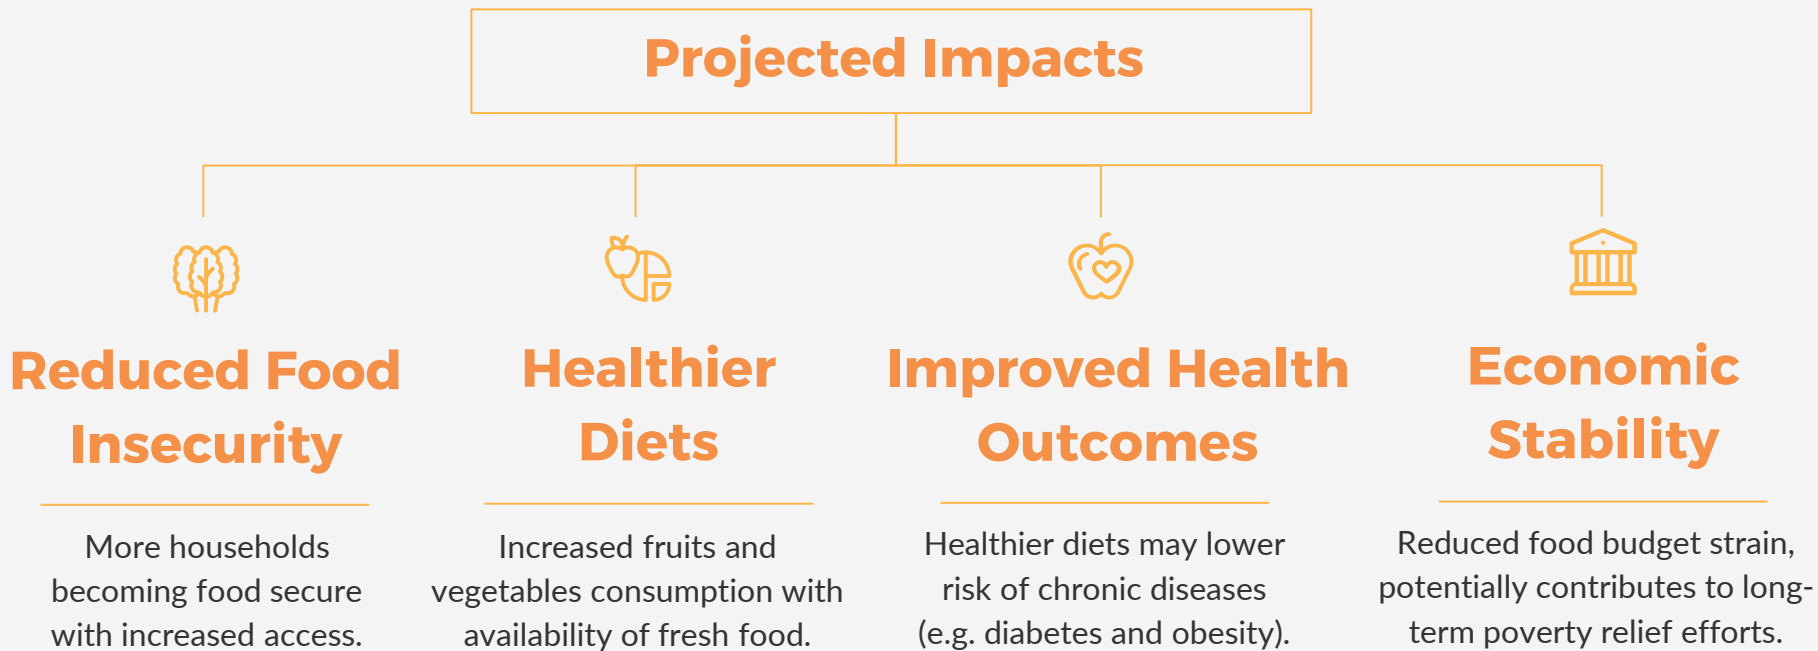 Projected Impacts
Reduced Food
Insecurity
More households
becoming food secure
with increased access.
Healthier
Diets
Increased fruits and
vegetables consumption with
availability of fresh food.
Improved Health
Outcomes
Healthier diets may lower
risk of chronic diseases
(e.g. diabetes and obesity).
Economic
Stability
Reduced food budget strain,
potentially contributes to long-
term poverty relief efforts.